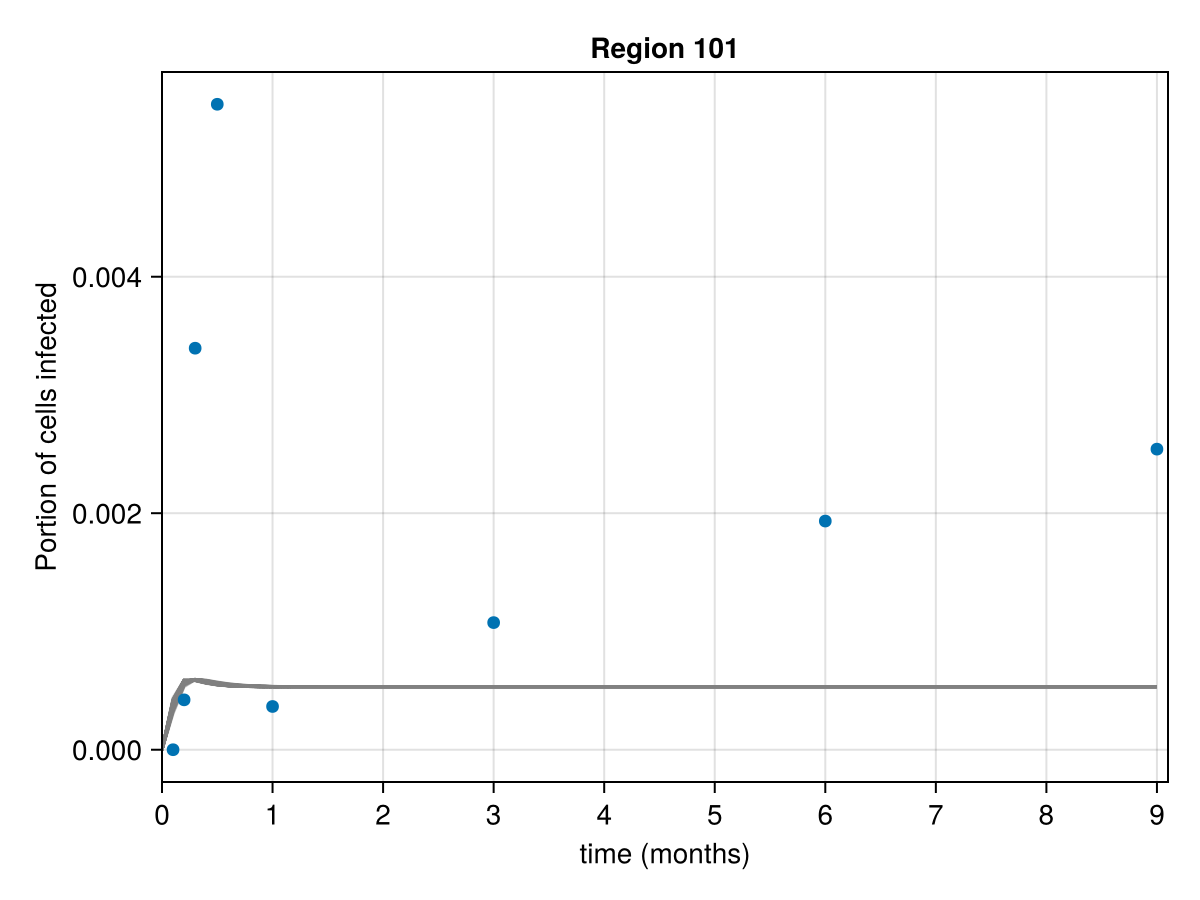 Region 101
Portion of cells infected
0.004
0.002
0.000
0 1 2 3 4 5 6 7 8 9
time (months)